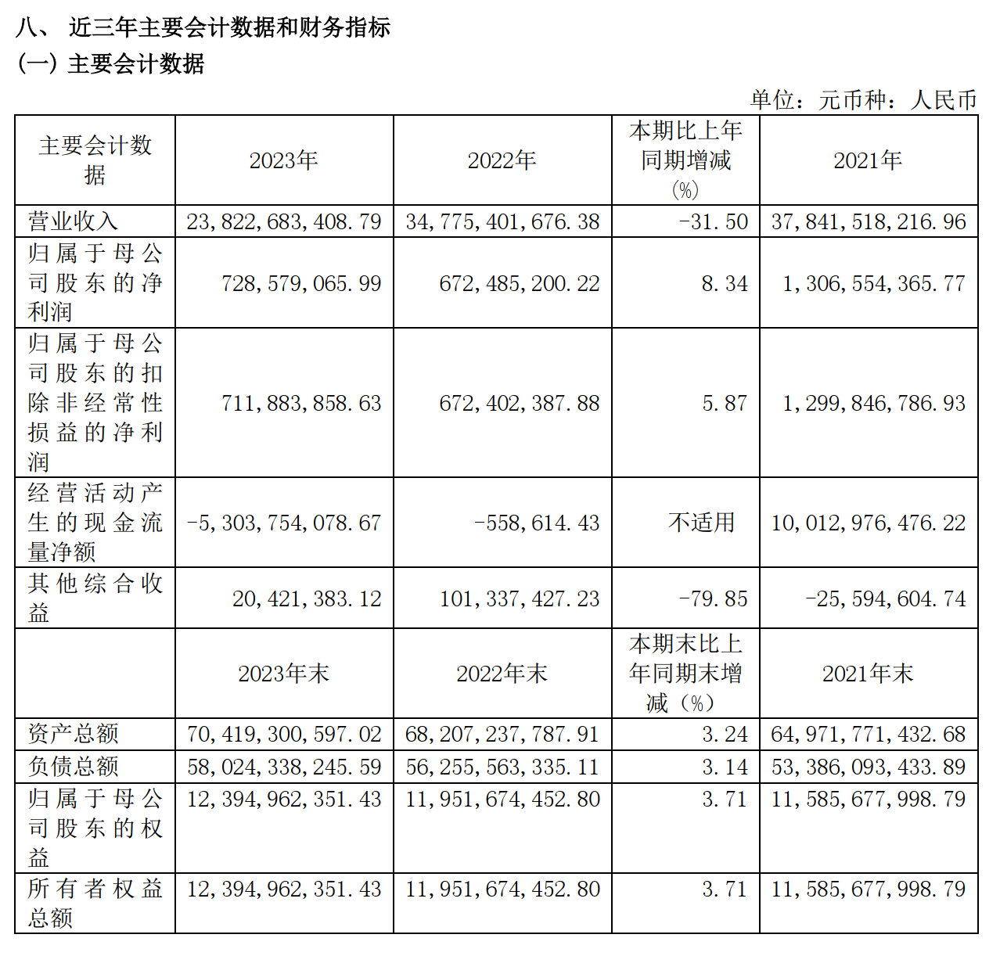 八、 近三年主要会计数据和财务指标
(一) 主要会计数据
单位：元币种：人民币
主要会计数
据
2023年
2022年
本期比上年
同期增减
(%)
2021年
营业收入
23,822,683,408.79
34,775,401,676.38
-31.50
37,841,518,216.96
归属于母公
司股东的净
利润
728,579,065.99
672,485,200.22
8.34
1,306,554,365.77
归属于母公
司股东的扣
除非经常性
损益的净利
润
711,883,858.63
672,402,387.88
5.87
1,299,846,786.93
经营活动产
生的现金流
量净额
-5,303,754,078.67
-558,614.43
不适用
10,012,976,476.22
其他综合收
益
20,421,383.12
101,337,427.23
-79.85
-25,594,604.74
2023年末
2022年末
本期末比上
年同期末增
减（%）
2021年末
资产总额
70,419,300,597.02
68,207,237,787.91
3.24
64,971,771,432.68
负债总额
58,024,338,245.59
56,255,563,335.11
3.14
53,386,093,433.89
归属于母公
司股东的权
益
12,394,962,351.43
11,951,674,452.80
3.71
11,585,677,998.79
所有者权益
总额
12,394,962,351.43
11,951,674,452.80
3.71
11,585,677,998.79